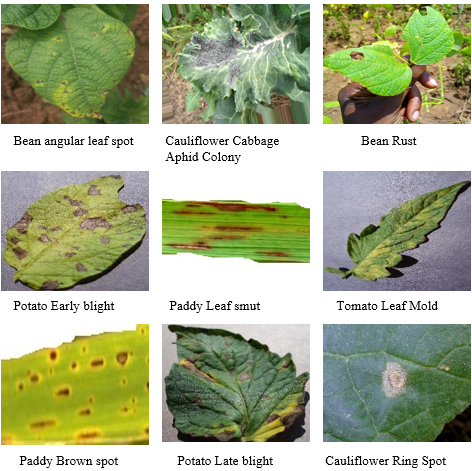 Bean angular leaf spot
Cauliflower Cabbage
Aphid Colony
Bean Rust
Potato Early blight
Paddy Leaf smut
Tomato Leaf Mold
Paddy Brown spot
Potato Late blight
Cauliflower Ring Spot